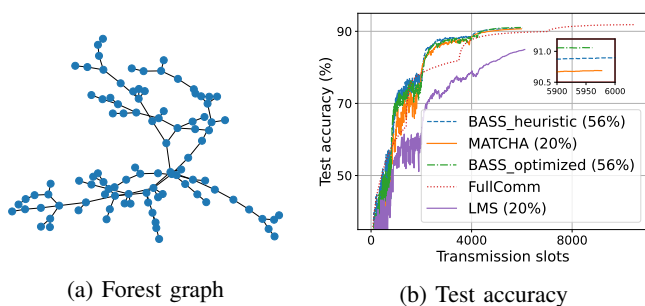 90
70
50
Test accuracy (%)
0
4000
8000
Transmission slots
91.0
90.5
5900
5950
6000
BASS_heuristic (56%)
MATCHA (20%)
BASS_optimized (56%)
FullComm
LMS (20%)
(a) Forest graph
(b) Test accuracy